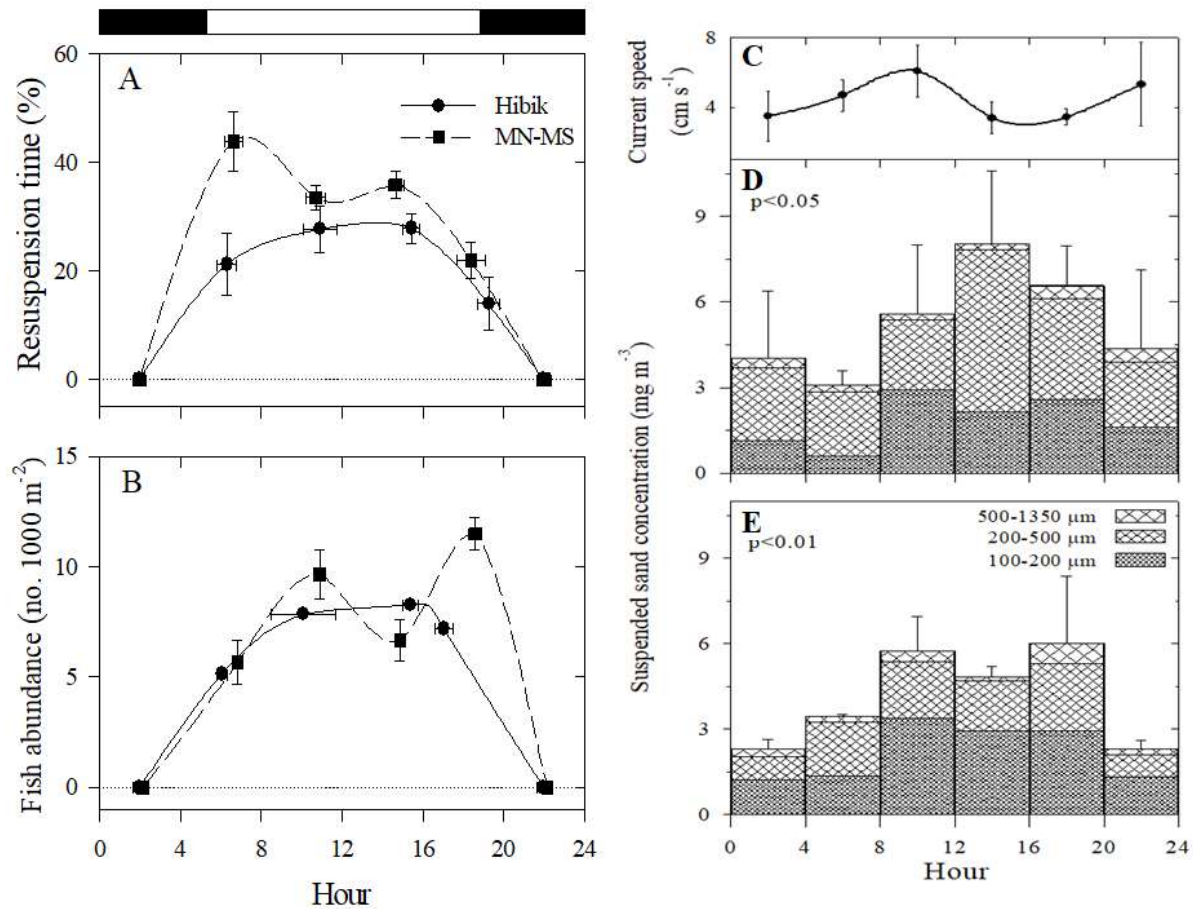 A
Resuspension time (%)
60
40
20
0
Hibik
MN-MS
B
Fish abundance (no. 1000 m⁻²)
15
10
5
0
0 4 8 12 16 20 24
Hour
C
Current speed
(cm s⁻¹)
8
4
D
p<0.05
9
6
3
0
Suspended sand concentration (mg m⁻³)
E
p<0.01
500-1350 µm
200-500 µm
100-200 µm
9
6
3
0
0 4 8 12 16 20 24
Hour